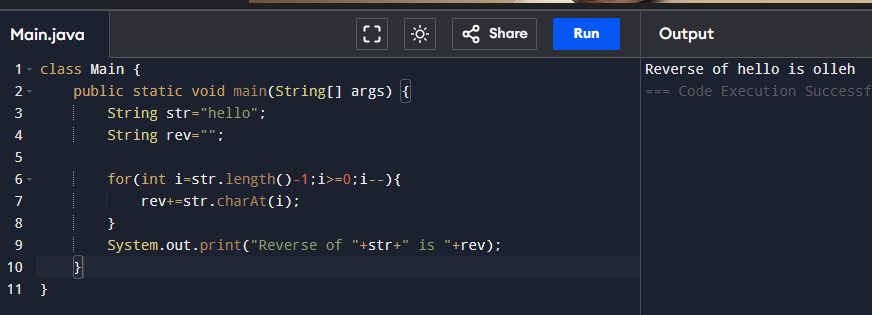 Main.java
Share
Run
Output
1 class Main {
2     public static void main(String[] args) {
3         String str="hello";
4         String rev="";
5
6         for(int i=str.length()-1;i>=0;i--){
7             rev+=str.charAt(i);
8         }
9         System.out.print("Reverse of "+str+" is "+rev);
10     }
11 }
Reverse of hello is olleh
=== Code Execution Successf